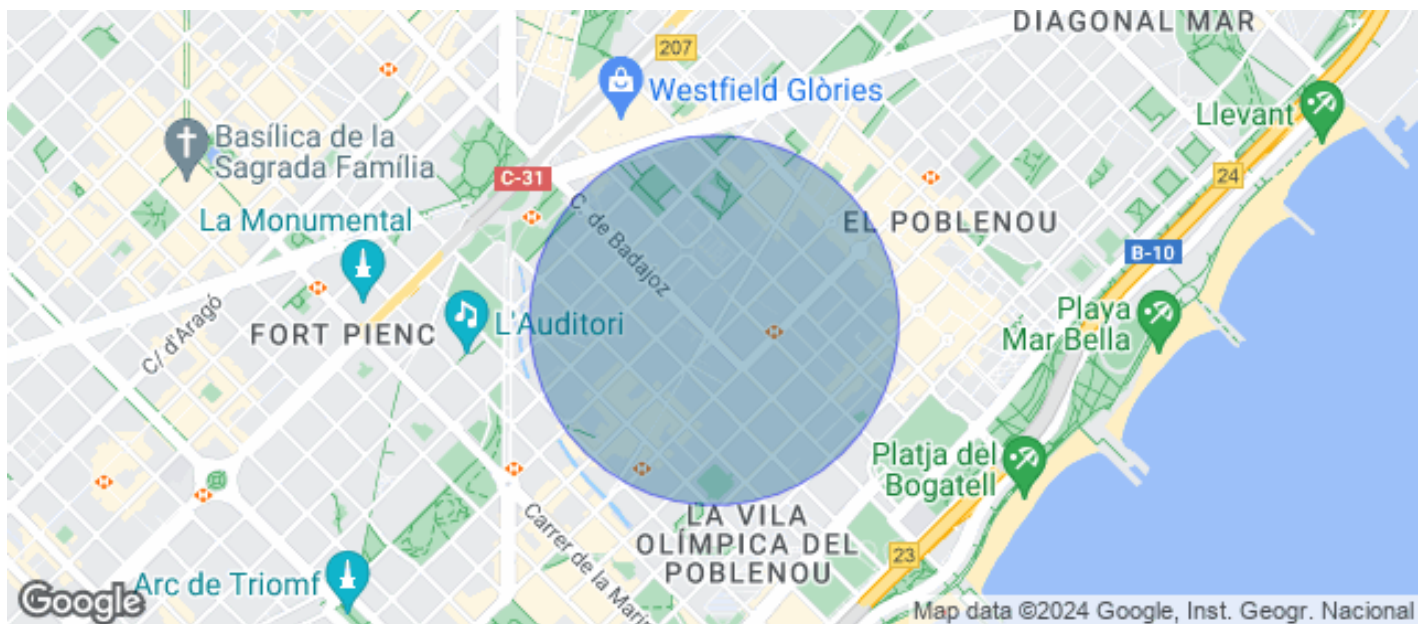 DIAGONAL MAR
207
Westfield Glòries
Llevant
Basílica de la
Sagrada Família
C-31
24
La Monumental
C. de Badajoz
EL POBLENOU
B-10
C/ d'Aragó
FORT PIENC
L'Auditori
Playa
Mar Bella
Platja del
Bogatell
Carrer de la Marin
LA VILA
OLÍMPICA DEL
POBLENOU
23
Arc de Triomf
Google
Map data ©2024 Google, Inst. Geogr. Nacional